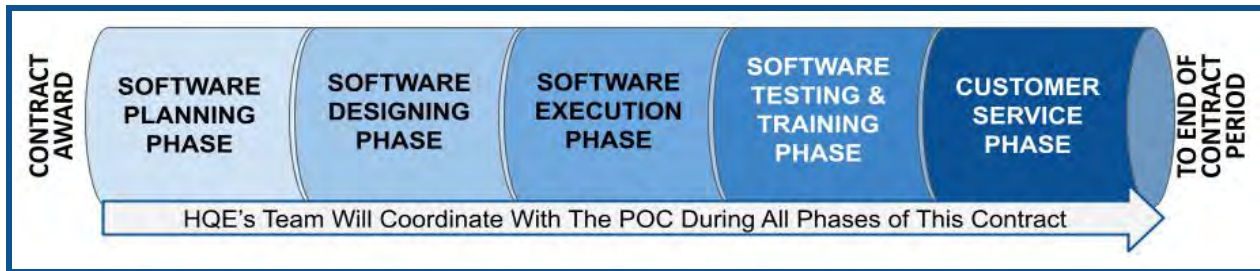 CONTRACT
AWARD
SOFTWARE
PLANNING
PHASE
SOFTWARE
DESIGNING
PHASE
SOFTWARE
EXECUTION
PHASE
SOFTWARE
TESTING &
TRAINING
PHASE
CUSTOMER
SERVICE
PHASE
TO END OF
CONTRACT
PERIOD
HQE's Team Will Coordinate With The POC During All Phases of This Contract